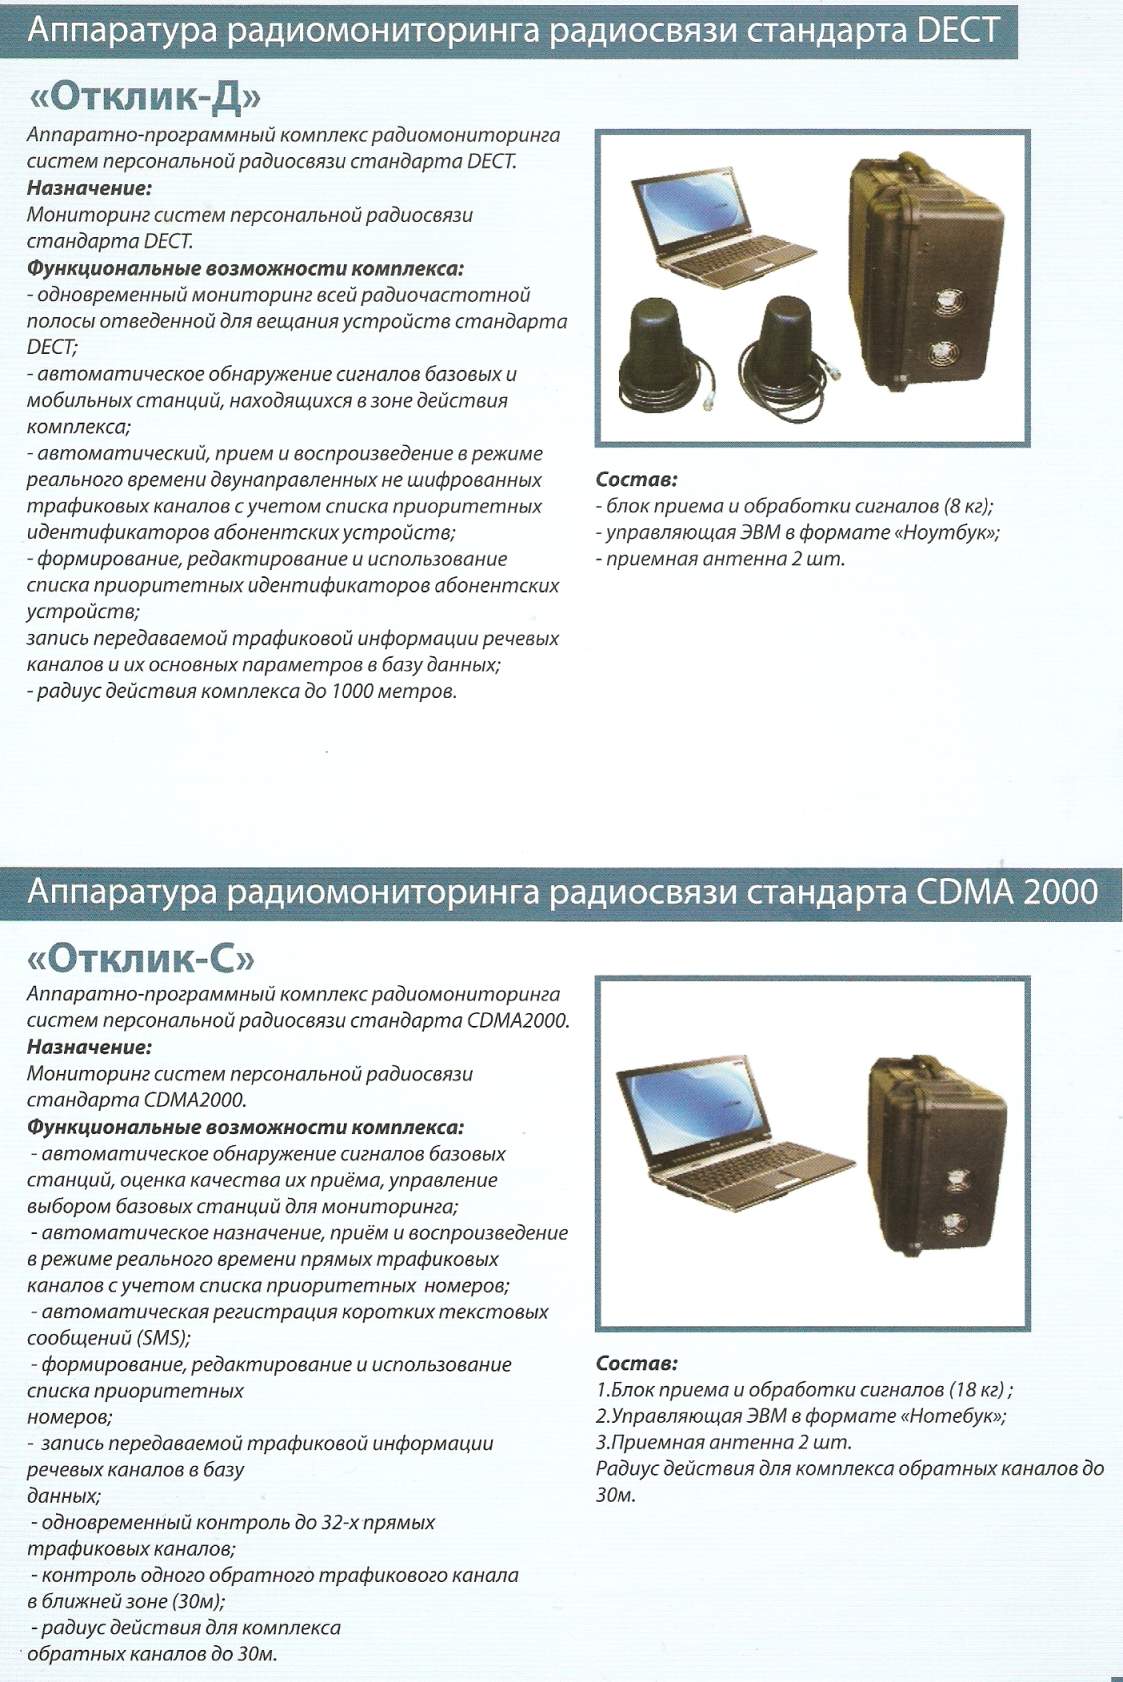 Аппаратура радиомониторинга радиосвязи стандарта DECT
«Отклик-Д»
Аппаратно-программный комплекс радиомониторинга
систем персональной радиосвязи стандарта DECT.
Назначение:
Мониторинг систем персональной радиосвязи
стандарта DECT.
Функциональные возможности комплекса:
- одновременный мониторинг всей радиочастотной
полосы отведенной для вещания устройств стандарта
DECT;
- автоматическое обнаружение сигналов базовых и
мобильных станций, находящихся в зоне действия
комплекса;
- автоматический, прием и воспроизведение в режиме
реального времени двунаправленных не шифрованных
трафиковых каналов с учетом списка приоритетных
идентификаторов абонентских устройств;
- формирование, редактирование и использование
списка приоритетных идентификаторов абонентских
устройств;
запись передаваемой трафиковой информации речевых
каналов и их основных параметров в базу данных;
- радиус действия комплекса до 1000 метров.
Состав:
- блок приема и обработки сигналов (8 кг);
- управляющая ЭВМ в формате «Ноутбук»;
- приемная антенна 2 шт.
Аппаратура радиомониторинга радиосвязи стандарта CDMA 2000
«Отклик-С»
Аппаратно-программный комплекс радиомониторинга
систем персональной радиосвязи стандарта CDMA2000.
Назначение:
Мониторинг систем персональной радиосвязи
стандарта CDMA2000.
Функциональные возможности комплекса:
- автоматическое обнаружение сигналов базовых
станций, оценка качества их приёма, управление
выбором базовых станций для мониторинга;
- автоматическое назначение, приём и воспроизведение
в режиме реального времени прямых трафиковых
каналов с учетом списка приоритетных номеров;
- автоматическая регистрация коротких текстовых
сообщений (SMS);
- формирование, редактирование и использование
списка приоритетных
номеров;
- запись передаваемой трафиковой информации
речевых каналов в базу
данных;
- одновременный контроль до 32-х прямых
трафиковых каналов;
- контроль одного обратного трафикового канала
в ближней зоне (30м);
- радиус действия для комплекса
обратных каналов до 30м.
Состав:
1.Блок приема и обработки сигналов (18 кг) ;
2.Управляющая ЭВМ в формате «Нотебук»;
3.Приемная антенна 2 шт.
Радиус действия для комплекса обратных каналов до
30м.